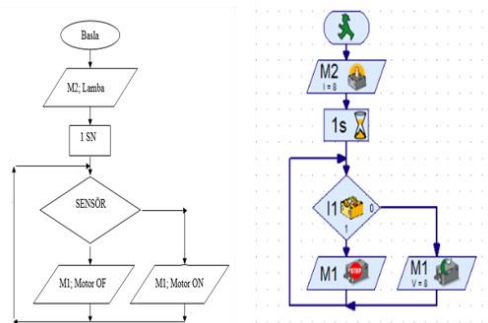 Basla
M2; Lamba
1 SN
SENSÖR
M1; Motor OF
M1; Motor ON
M2
I = 8
1s
I1
0
1
M1
STOP
M1
V = 8